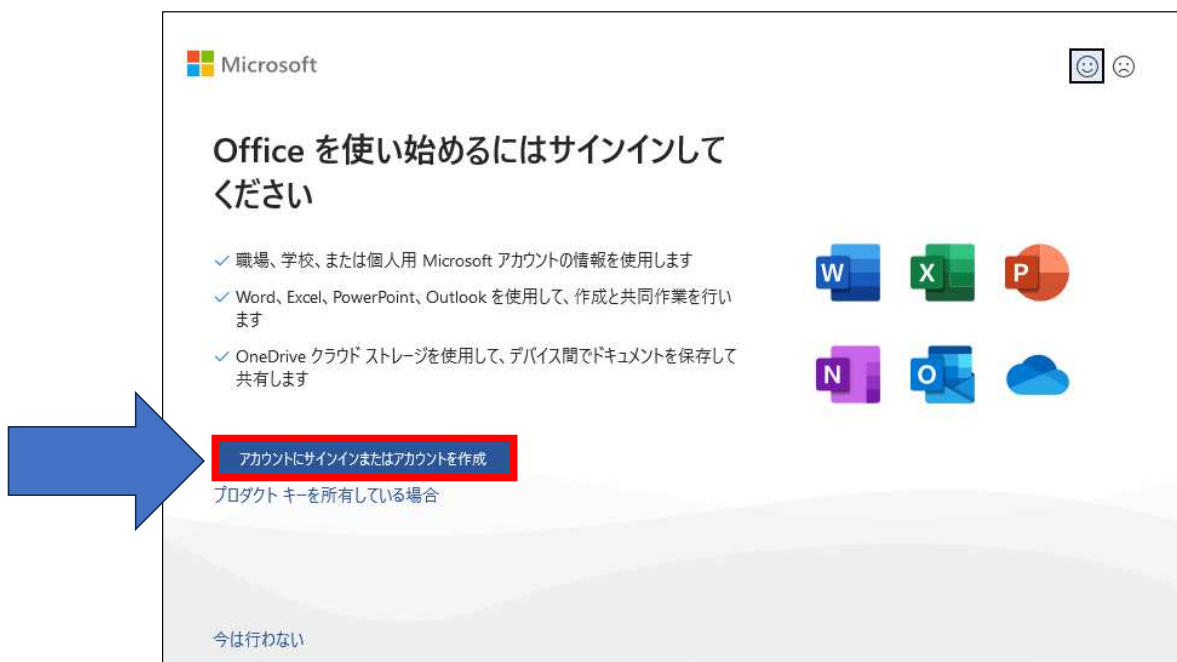 Microsoft
Office を使い始めるにはサインインして
ください
職場、学校、または個人用 Microsoft アカウントの情報を使用します
Word、Excel、PowerPoint、Outlook を使用して、作成と共同作業を行い
ます
OneDrive クラウド ストレージを使用して、デバイス間でドキュメントを保存して
共有します
W
X
P
N
O
アカウントにサインインまたはアカウントを作成
プロダクト キーを所有している場合
今は行わない